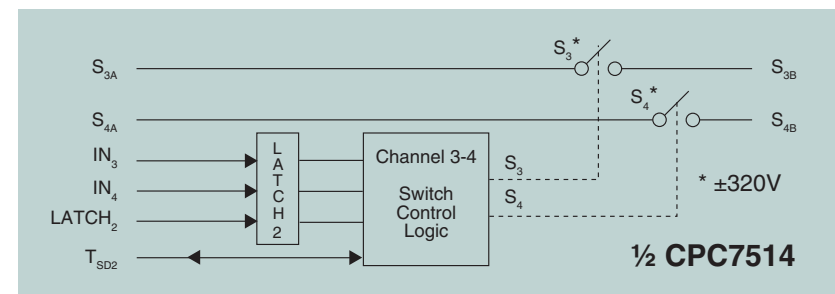 S3*
S3A
S3B
S4*
S4A
S4B
IN3
IN4
LATCH2
TSD2
LATCH2
Channel 3-4
Switch
Control
Logic
S3
S4
* ±320V
½ CPC7514